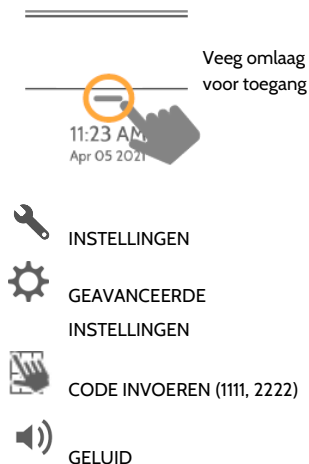 Veeg omlaag
voor toegang
11:23 AM
Apr 05 2021
INSTELLINGEN
GEAVANCEERDE
INSTELLINGEN
CODE INVOEREN (1111, 2222)
GELUID